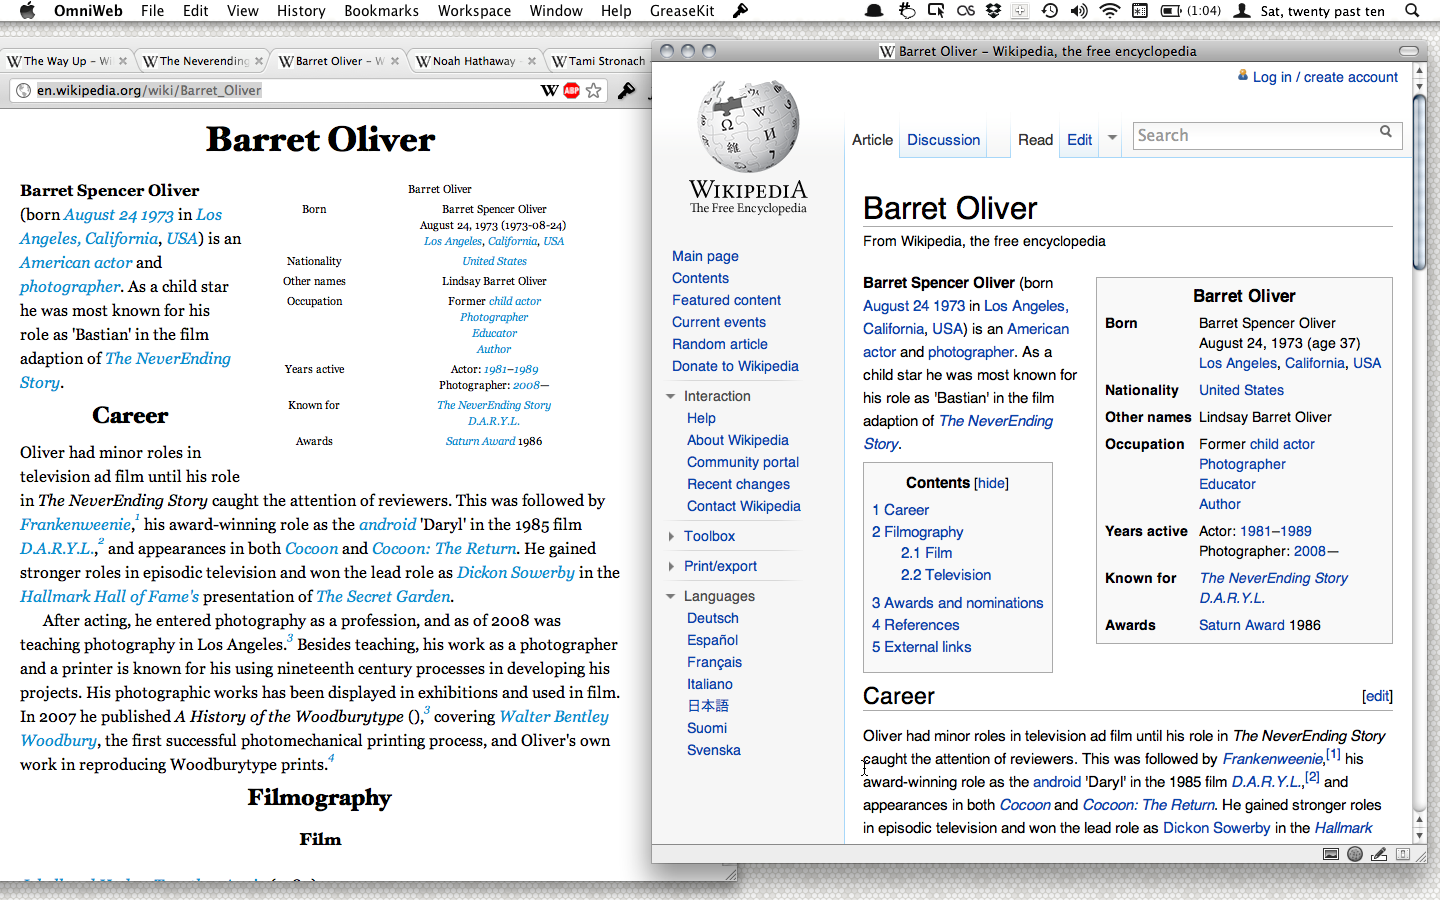 OmniWeb File Edit View History Bookmarks Workspace Window Help GreaseKit
(1:04) Sat, twenty past ten
The Way Up – W
The Neverending
Barret Oliver – W
Noah Hathaway
Tami Stronach
en.wikipedia.org/wiki/Barret_Oliver
W ABP
Barret Oliver
Barret Spencer Oliver
(born August 24 1973 in Los
Angeles, California, USA) is an
American actor and
photographer. As a child star
he was most known for his
role as 'Bastian' in the film
adaption of The NeverEnding
Story.
Barret Oliver
Born Barret Spencer Oliver
August 24, 1973 (1973-08-24)
Los Angeles, California, USA
Nationality United States
Other names Lindsay Barret Oliver
Occupation Former child actor
Photographer
Educator
Author
Years active Actor: 1981–1989
Photographer: 2008—
Known for The NeverEnding Story
D.A.R.Y.L.
Awards Saturn Award 1986
Career
Oliver had minor roles in
television ad film until his role
in The NeverEnding Story caught the attention of reviewers. This was followed by
Frankenweenie,1 his award-winning role as the android 'Daryl' in the 1985 film
D.A.R.Y.L.,2 and appearances in both Cocoon and Cocoon: The Return. He gained
stronger roles in episodic television and won the lead role as Dickon Sowerby in the
Hallmark Hall of Fame's presentation of The Secret Garden.
After acting, he entered photography as a profession, and as of 2008 was
teaching photography in Los Angeles.3 Besides teaching, his work as a photographer
and a printer is known for his using nineteenth century processes in developing his
projects. His photographic works has been displayed in exhibitions and used in film.
In 2007 he published A History of the Woodburytype (),3 covering Walter Bentley
Woodbury, the first successful photomechanical printing process, and Oliver's own
work in reproducing Woodburytype prints.4
Filmography
Film
Barret Oliver – Wikipedia, the free encyclopedia
Log in / create account
WIKIPEDIA
The Free Encyclopedia
Article Discussion Read Edit Search
Main page
Contents
Featured content
Current events
Random article
Donate to Wikipedia
Interaction
Help
About Wikipedia
Community portal
Recent changes
Contact Wikipedia
Toolbox
Print/export
Languages
Deutsch
Español
Français
Italiano
日本語
Suomi
Svenska
Barret Oliver
From Wikipedia, the free encyclopedia
Barret Spencer Oliver (born
August 24 1973 in Los Angeles,
California, USA) is an American
actor and photographer. As a
child star he was most known for
his role as 'Bastian' in the film
adaption of The NeverEnding
Story.
Contents [hide]
1 Career
2 Filmography
2.1 Film
2.2 Television
3 Awards and nominations
4 References
5 External links
Barret Oliver
Born Barret Spencer Oliver
August 24, 1973 (age 37)
Los Angeles, California, USA
Nationality United States
Other names Lindsay Barret Oliver
Occupation Former child actor
Photographer
Educator
Author
Years active Actor: 1981–1989
Photographer: 2008—
Known for The NeverEnding Story
D.A.R.Y.L.
Awards Saturn Award 1986
Career [edit]
Oliver had minor roles in television ad film until his role in The NeverEnding Story
caught the attention of reviewers. This was followed by Frankenweenie,[1] his
award-winning role as the android 'Daryl' in the 1985 film D.A.R.Y.L.,[2] and
appearances in both Cocoon and Cocoon: The Return. He gained stronger roles
in episodic television and won the lead role as Dickon Sowerby in the Hallmark